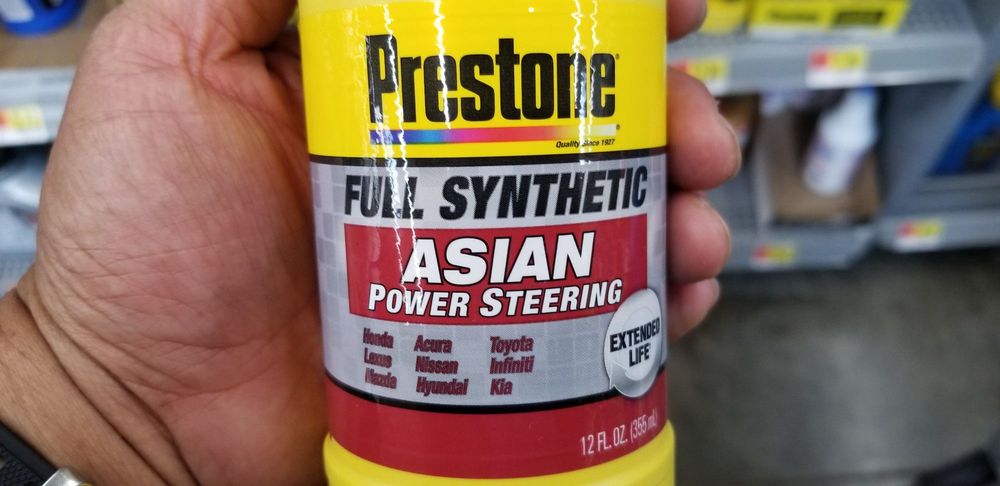 Prestone
Quality Since 1927
FULL SYNTHETIC
ASIAN
POWER STEERING
EXTENDED
LIFE
Honda Acura Toyota
Lexus Nissan Infiniti
Mazda Hyundai Kia
12 FL. OZ. (355 mL)